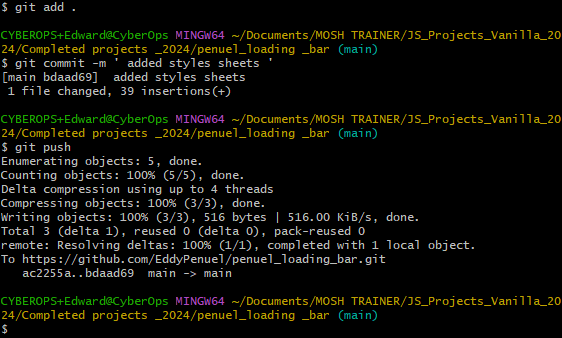 $ git add .
CYBEROPS+Edward@CyberOps MINGW64 ~/Documents/MOSH TRAINER/JS_Projects_Vanilla_20
24/Completed projects _2024/penuel_loading _bar (main)
$ git commit -m ' added styles sheets '
[main bdaad69]  added styles sheets
 1 file changed, 39 insertions(+)
CYBEROPS+Edward@CyberOps MINGW64 ~/Documents/MOSH TRAINER/JS_Projects_Vanilla_20
24/Completed projects _2024/penuel_loading _bar (main)
$ git push
Enumerating objects: 5, done.
Counting objects: 100% (5/5), done.
Delta compression using up to 4 threads
Compressing objects: 100% (3/3), done.
Writing objects: 100% (3/3), 516 bytes | 516.00 KiB/s, done.
Total 3 (delta 1), reused 0 (delta 0), pack-reused 0
remote: Resolving deltas: 100% (1/1), completed with 1 local object.
To https://github.com/EddyPenuel/penuel_loading_bar.git
   ac2255a..bdaad69  main -> main
CYBEROPS+Edward@CyberOps MINGW64 ~/Documents/MOSH TRAINER/JS_Projects_Vanilla_20
24/Completed projects _2024/penuel_loading _bar (main)
$